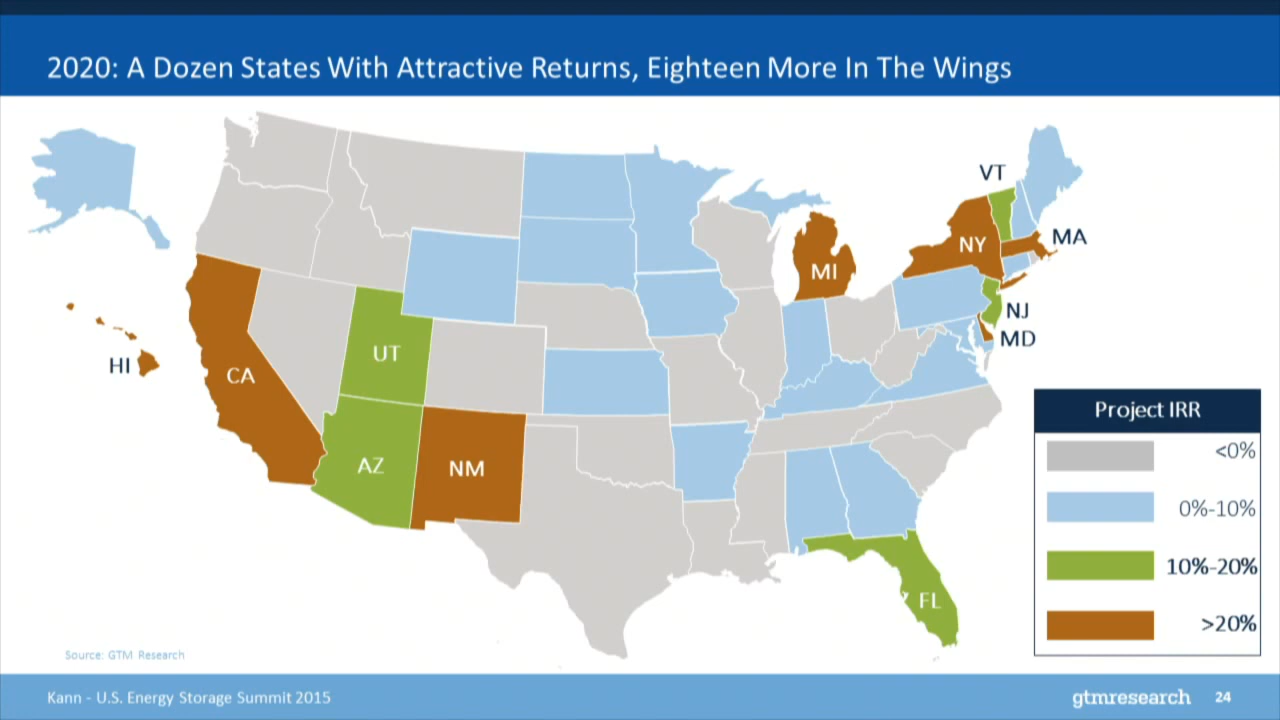 2020: A Dozen States With Attractive Returns, Eighteen More In The Wings
VT
NY
MA
MI
NJ
MD
HI
CA
UT
AZ
NM
FL
Project IRR
<0%
0%-10%
10%-20%
>20%
Source: GTM Research
Kann - U.S. Energy Storage Summit 2015
gtmresearch 24